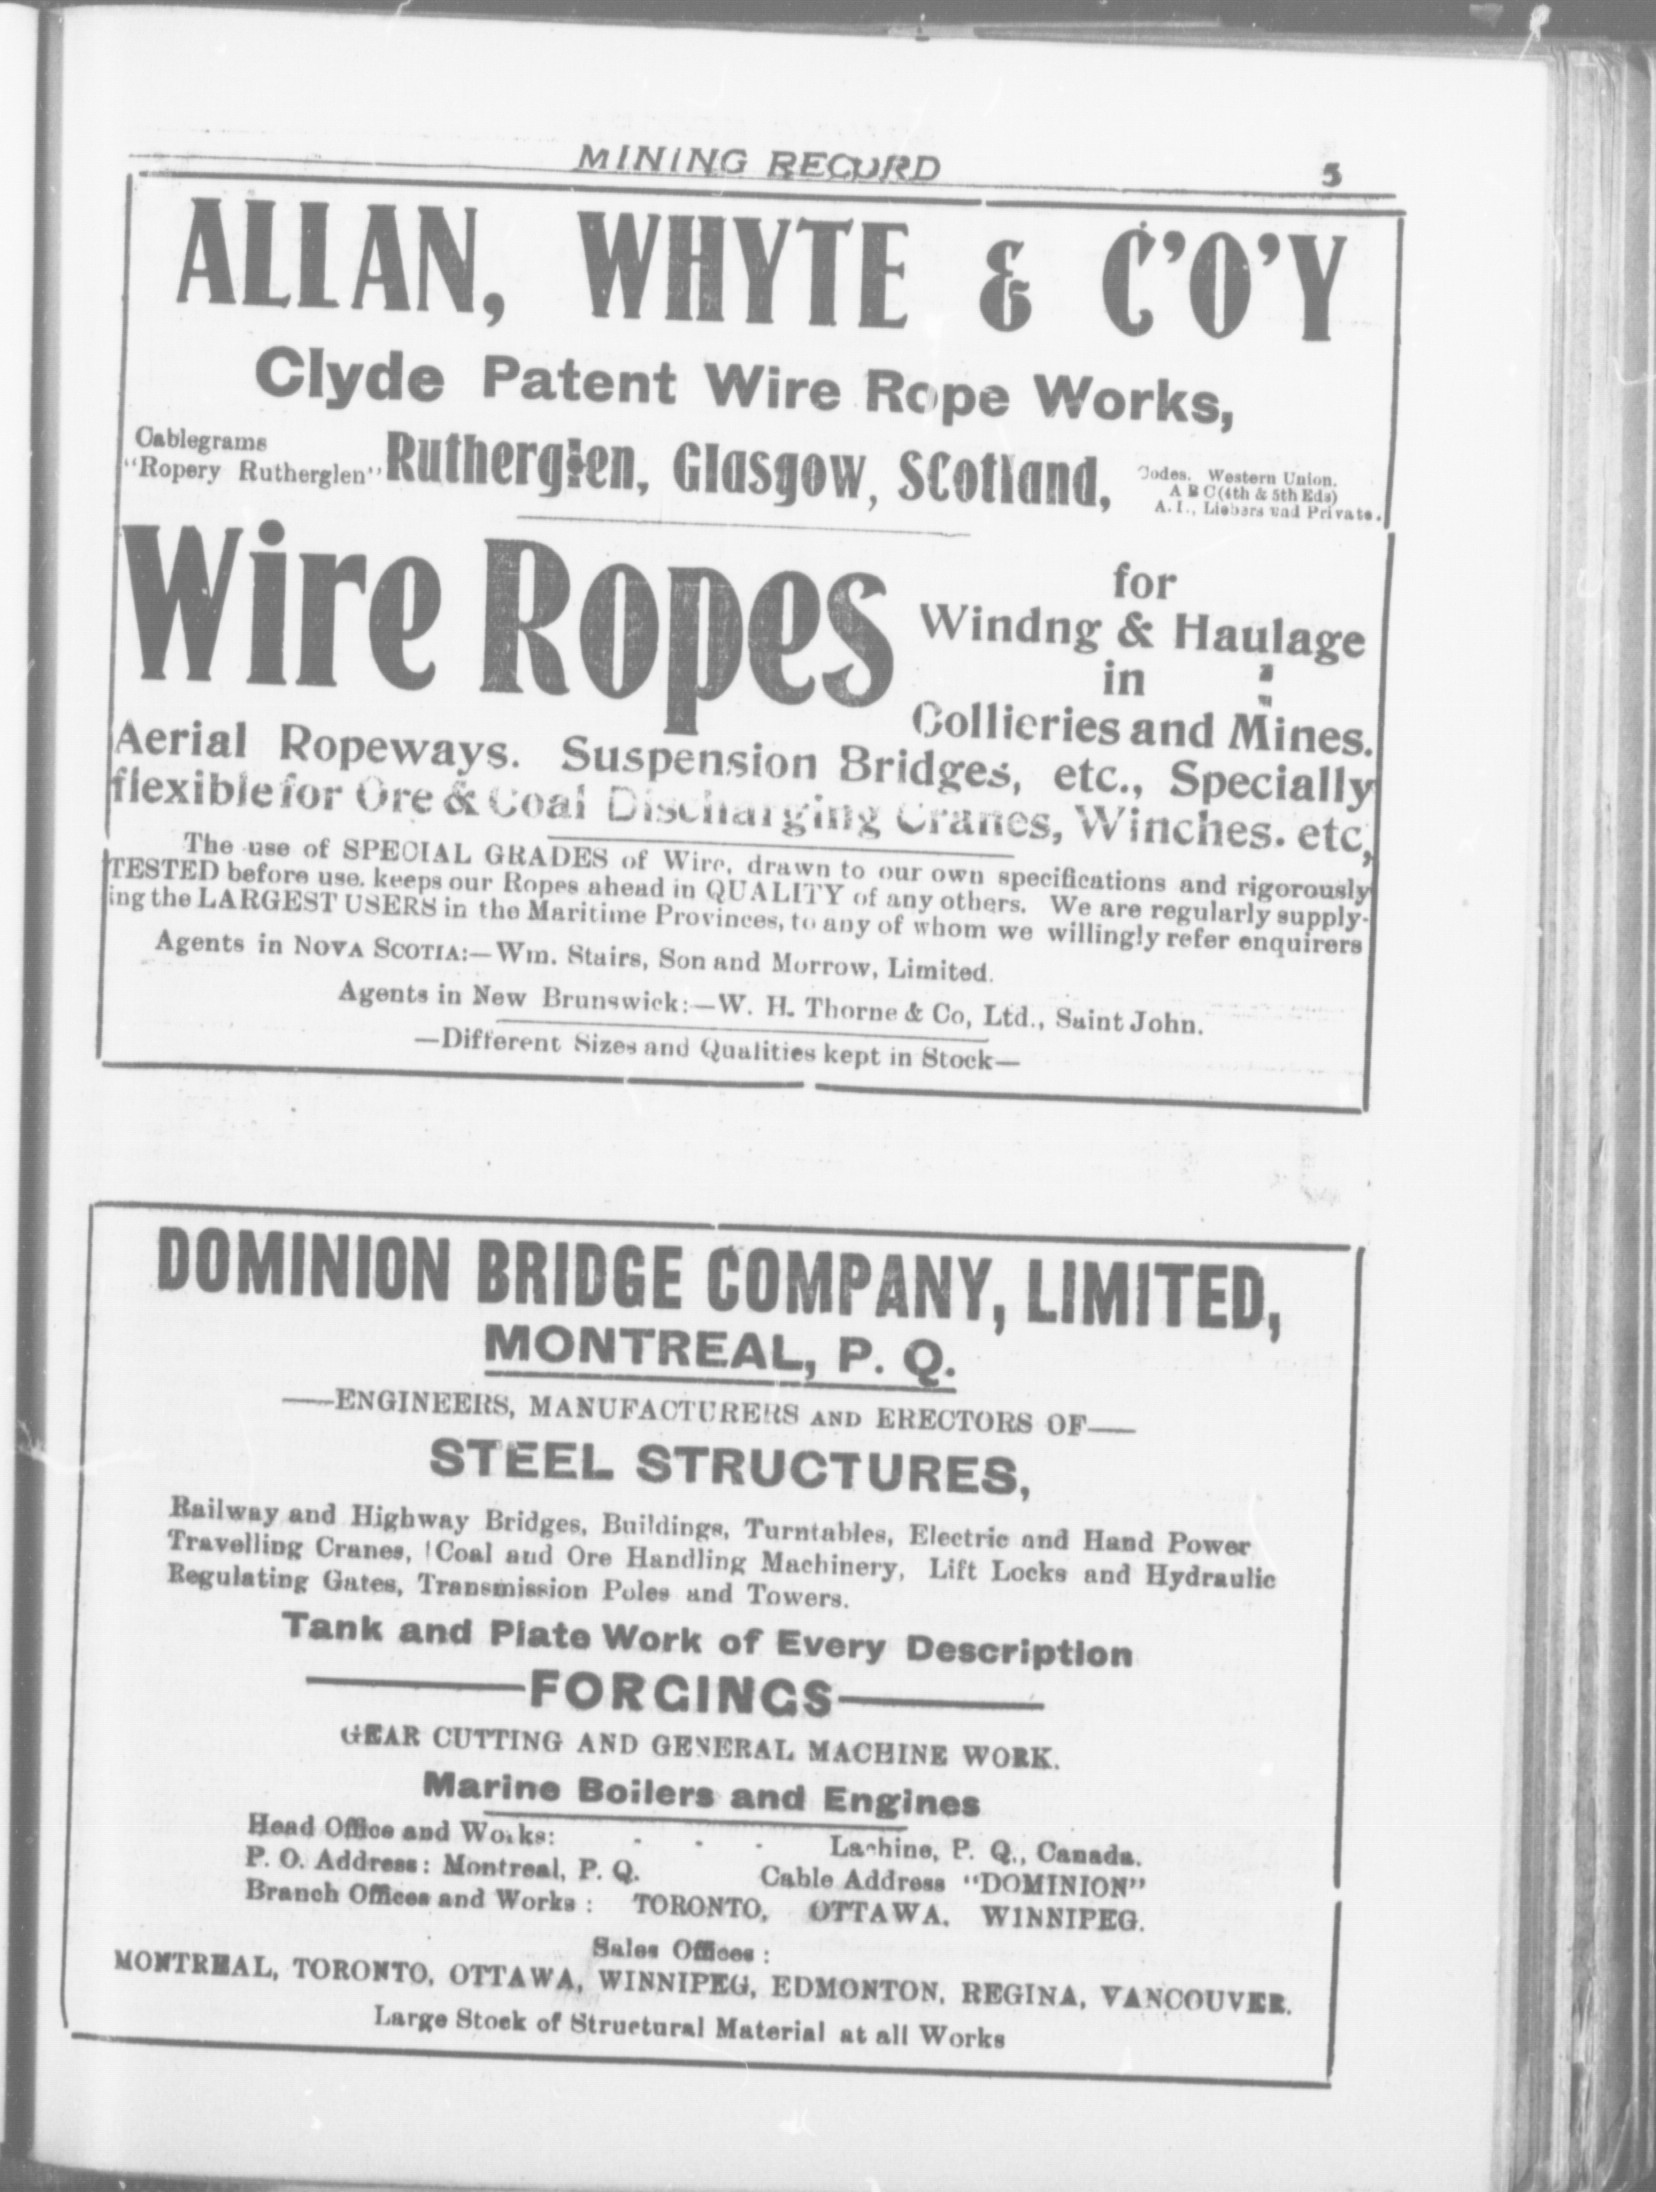 MINING RECORD 5
ALLAN, WHYTE & C'O'Y
Clyde Patent Wire Rope Works,
Cablegrams
"Ropery Rutherglen"
Rutherglen, Glasgow, Scotland,
Codes. Western Union.
A B C (4th & 5th Eds)
A. I., Liebers and Private.
Wire Ropes
for
Windng & Haulage
in
Collieries and Mines.
Aerial Ropeways. Suspension Bridges, etc., Specially
flexible for Ore & Coal Discharging Cranes, Winches. etc,
The use of SPECIAL GRADES of Wire, drawn to our own specifications and rigorously
TESTED before use. keeps our Ropes ahead in QUALITY of any others. We are regularly supply-
ing the LARGEST USERS in the Maritime Provinces, to any of whom we willingly refer enquirers
Agents in NOVA SCOTIA:—Wm. Stairs, Son and Morrow, Limited.
Agents in New Brunswick:—W. H. Thorne & Co, Ltd., Saint John.
—Different Sizes and Qualities kept in Stock—
DOMINION BRIDGE COMPANY, LIMITED,
MONTREAL, P. Q.
—ENGINEERS, MANUFACTURERS AND ERECTORS OF—
STEEL STRUCTURES,
Railway and Highway Bridges, Buildings, Turntables, Electric and Hand Power
Travelling Cranes, Coal and Ore Handling Machinery, Lift Locks and Hydraulic
Regulating Gates, Transmission Poles and Towers.
Tank and Plate Work of Every Description
—FORGINGS—
GEAR CUTTING AND GENERAL MACHINE WORK.
Marine Boilers and Engines
Head Office and Works: - - - Lachine, P. Q., Canada.
P. O. Address: Montreal, P. Q. Cable Address "DOMINION"
Branch Offices and Works : TORONTO, OTTAWA, WINNIPEG.
Sales Offices :
MONTREAL, TORONTO, OTTAWA, WINNIPEG, EDMONTON, REGINA, VANCOUVER.
Large Stock of Structural Material at all Works